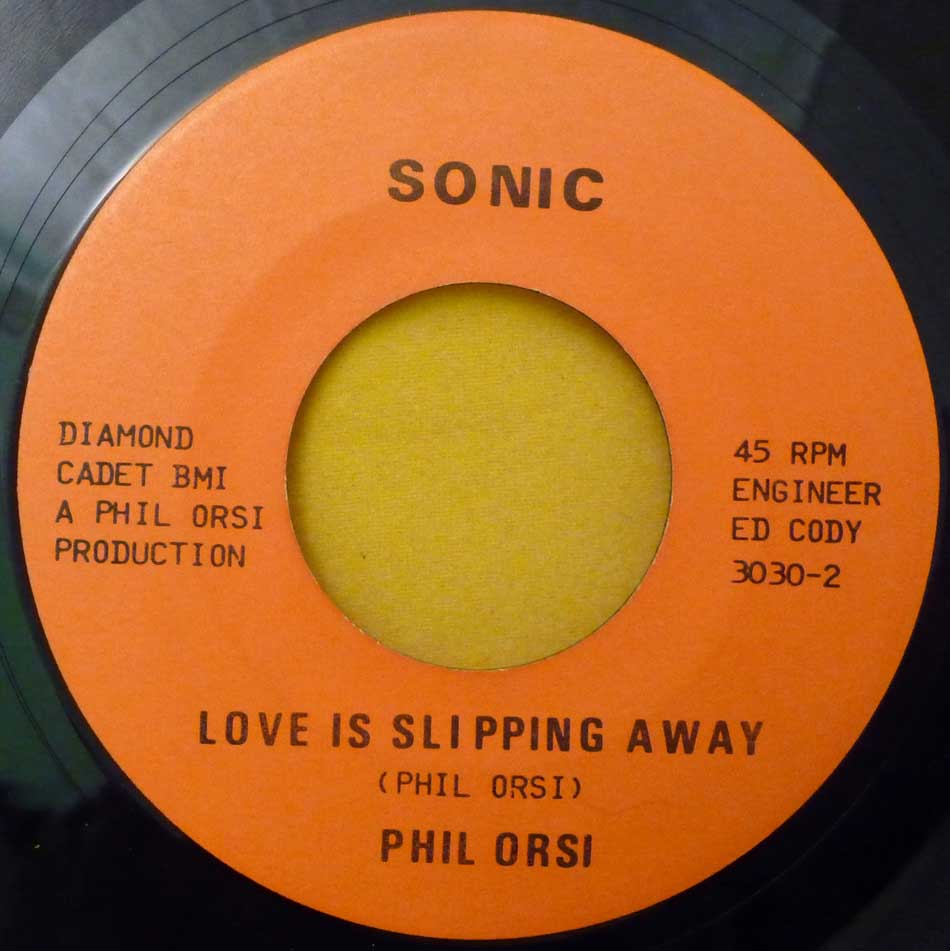 SONIC
DIAMOND
CADET BMI
A PHIL ORSI
PRODUCTION
45 RPM
ENGINEER
ED CODY
3030-2
LOVE IS SLIPPING AWAY
(PHIL ORSI)
PHIL ORSI